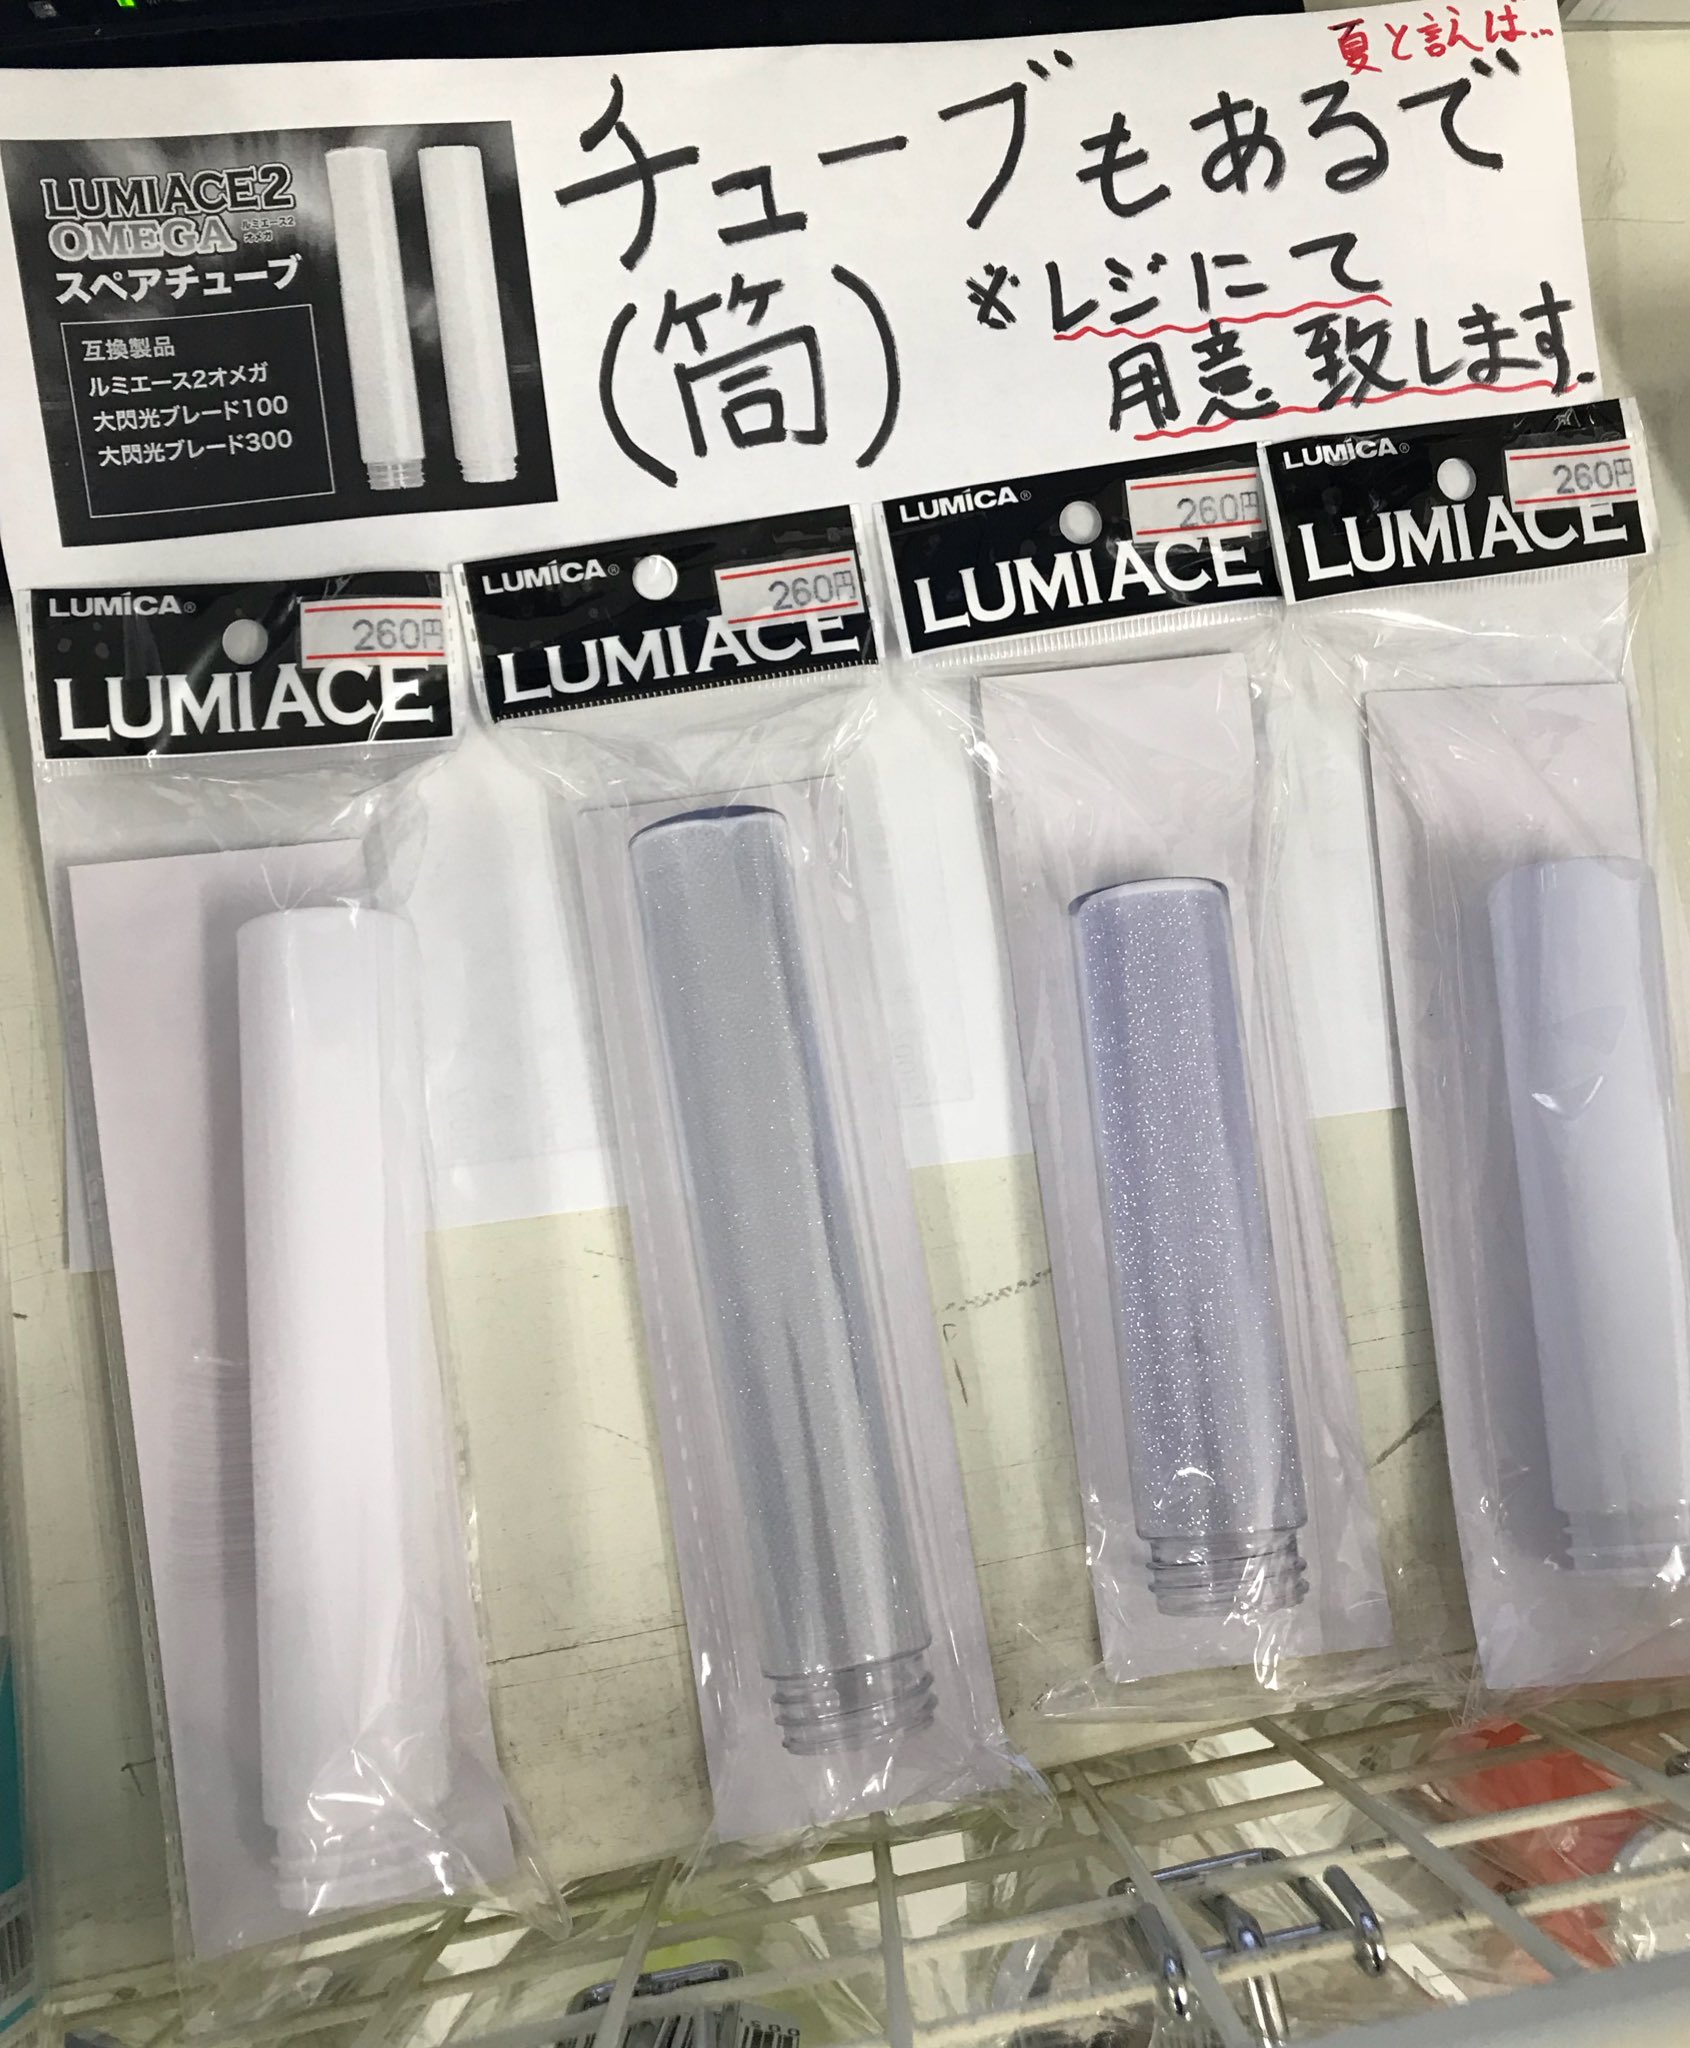 夏と言えば...
チューブもあるで
(筒)
※レジにて
用意致します.
LUMIACE2
OMEGA ルミエース2
オメガ
スペアチューブ
互換製品
ルミエース2オメガ
大閃光ブレード100
大閃光ブレード300
LUMICA®
260円
LUMIACE
LUMICA®
260円
LUMIACE
LUMICA®
260円
LUMIACE
LUMICA®
260円
LUMIACE